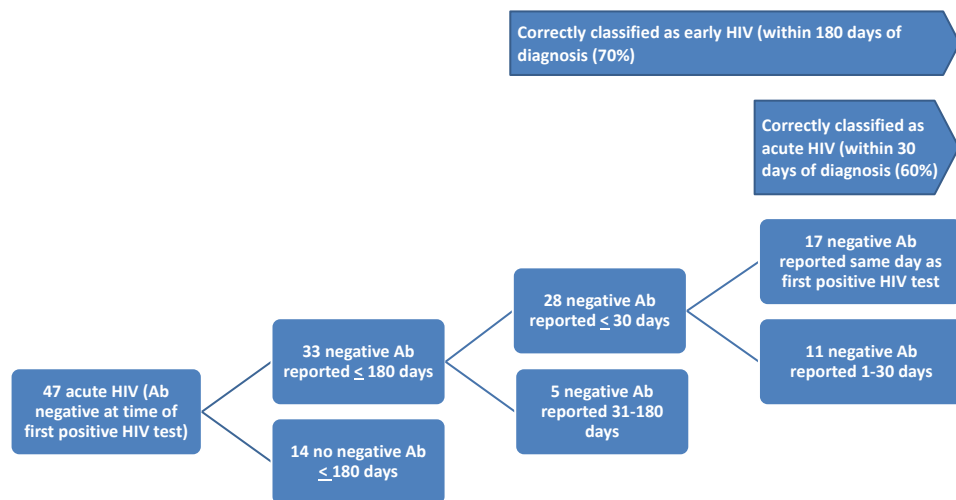 Correctly classified as early HIV (within 180 days of
diagnosis (70%)
Correctly classified as
acute HIV (within 30
days of diagnosis (60%)
17 negative Ab
reported same day as
first positive HIV test
28 negative Ab
reported ≤ 30 days
33 negative Ab
reported ≤ 180 days
11 negative Ab
reported 1-30 days
47 acute HIV (Ab
negative at time of
first positive HIV test)
5 negative Ab
reported 31-180
days
14 no negative Ab
≤ 180 days